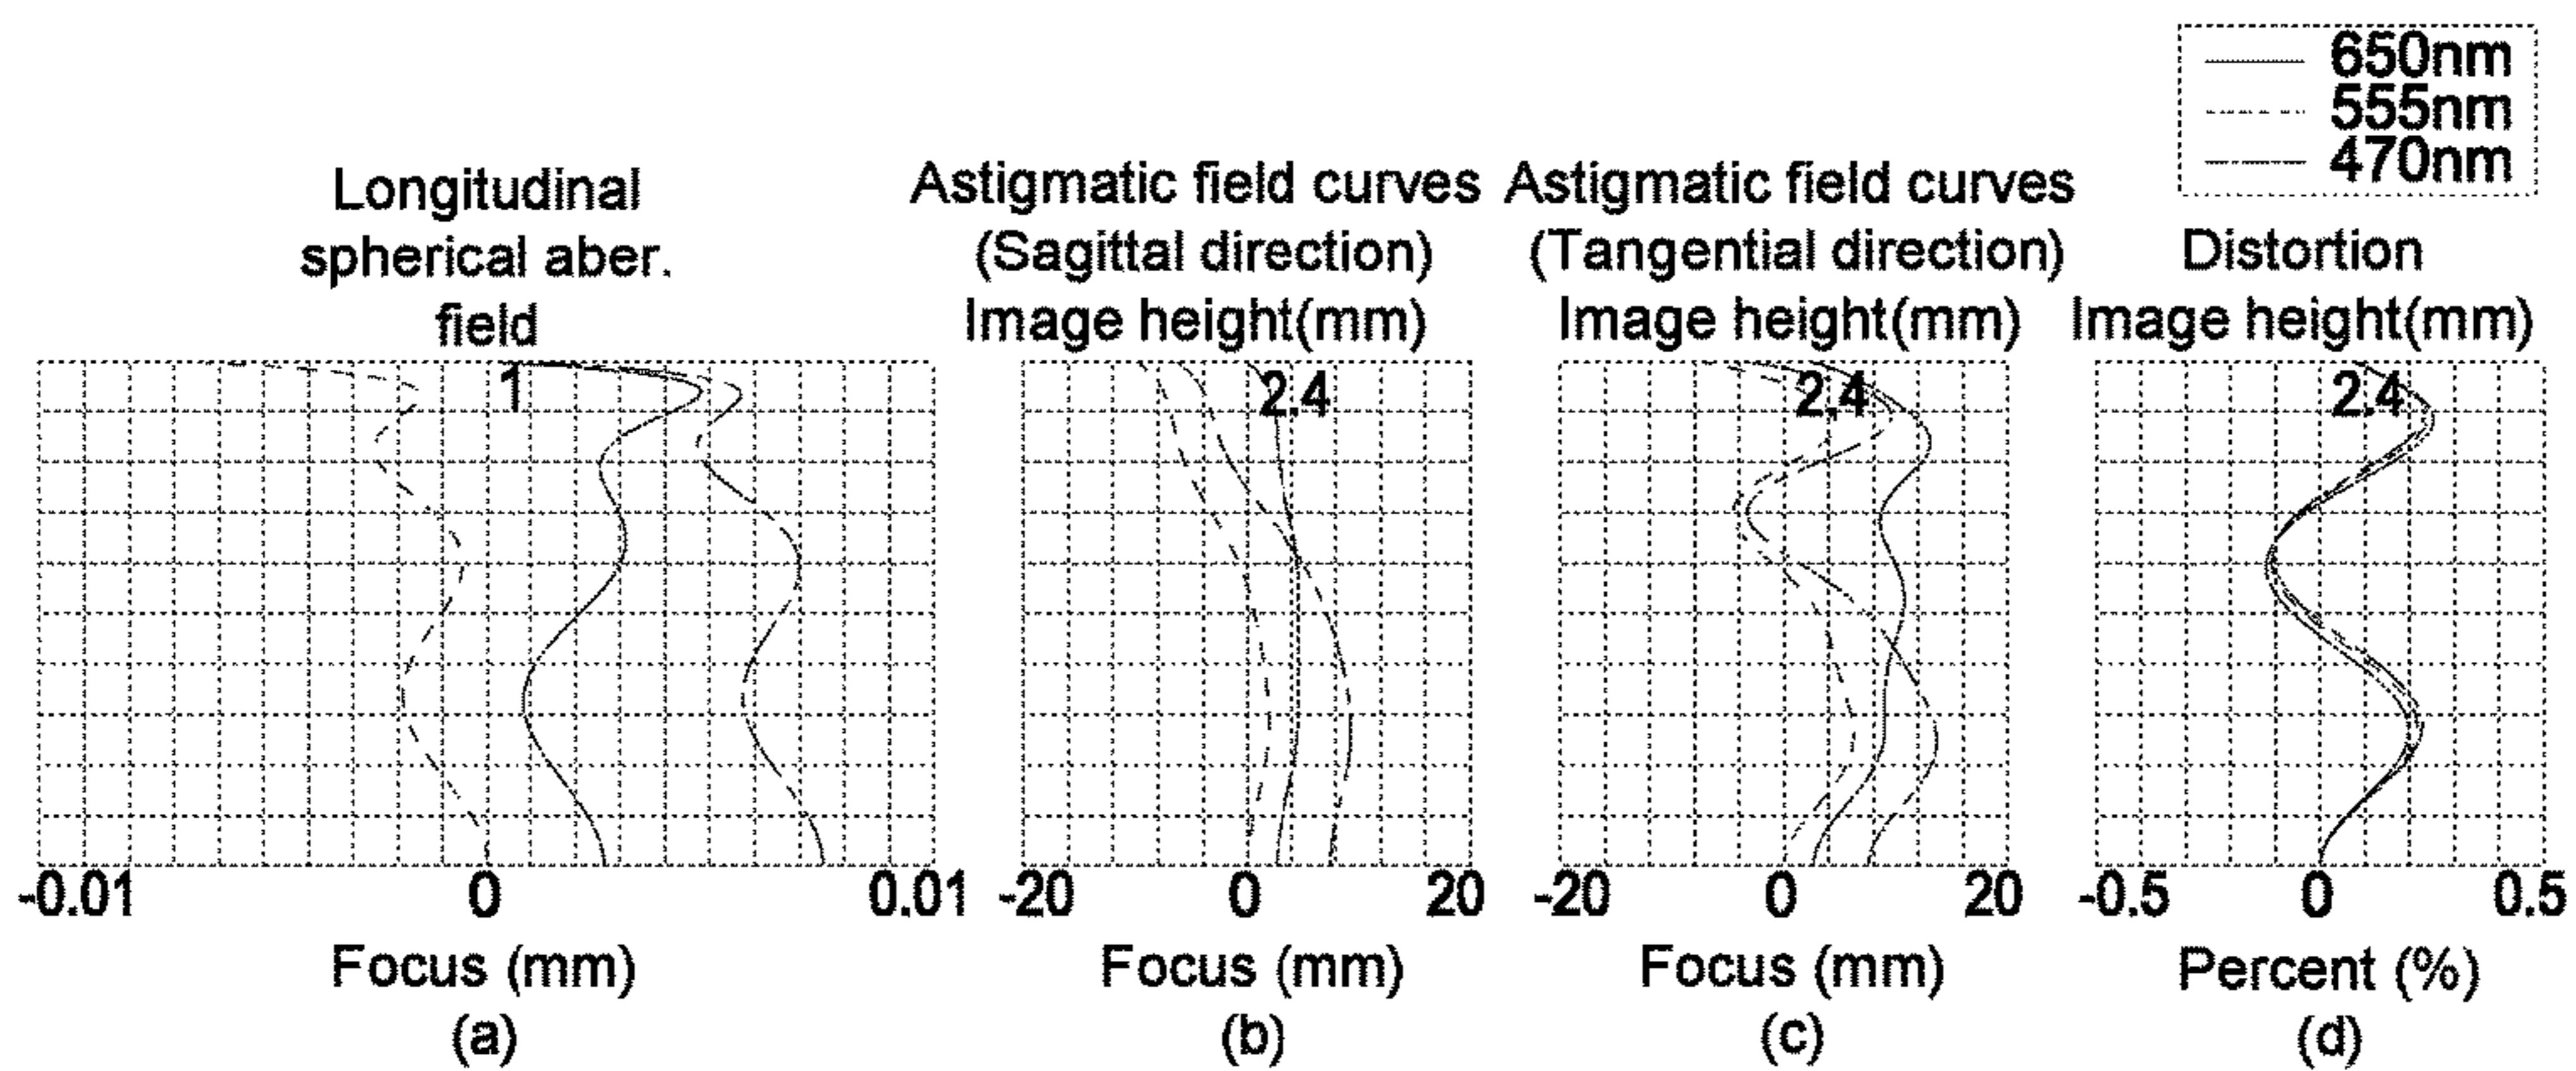 650nm
555nm
470nm
Longitudinal
spherical aber.
field
Astigmatic field curves
(Sagittal direction)
Image height(mm)
Astigmatic field curves
(Tangential direction)
Image height(mm)
Distortion
Image height(mm)
1
2.4
2.4
2.4
-0.01 0 0.01
-20 0 20
-20 0 20
-0.5 0 0.5
Focus (mm)
Focus (mm)
Focus (mm)
Percent (%)
(a)
(b)
(c)
(d)